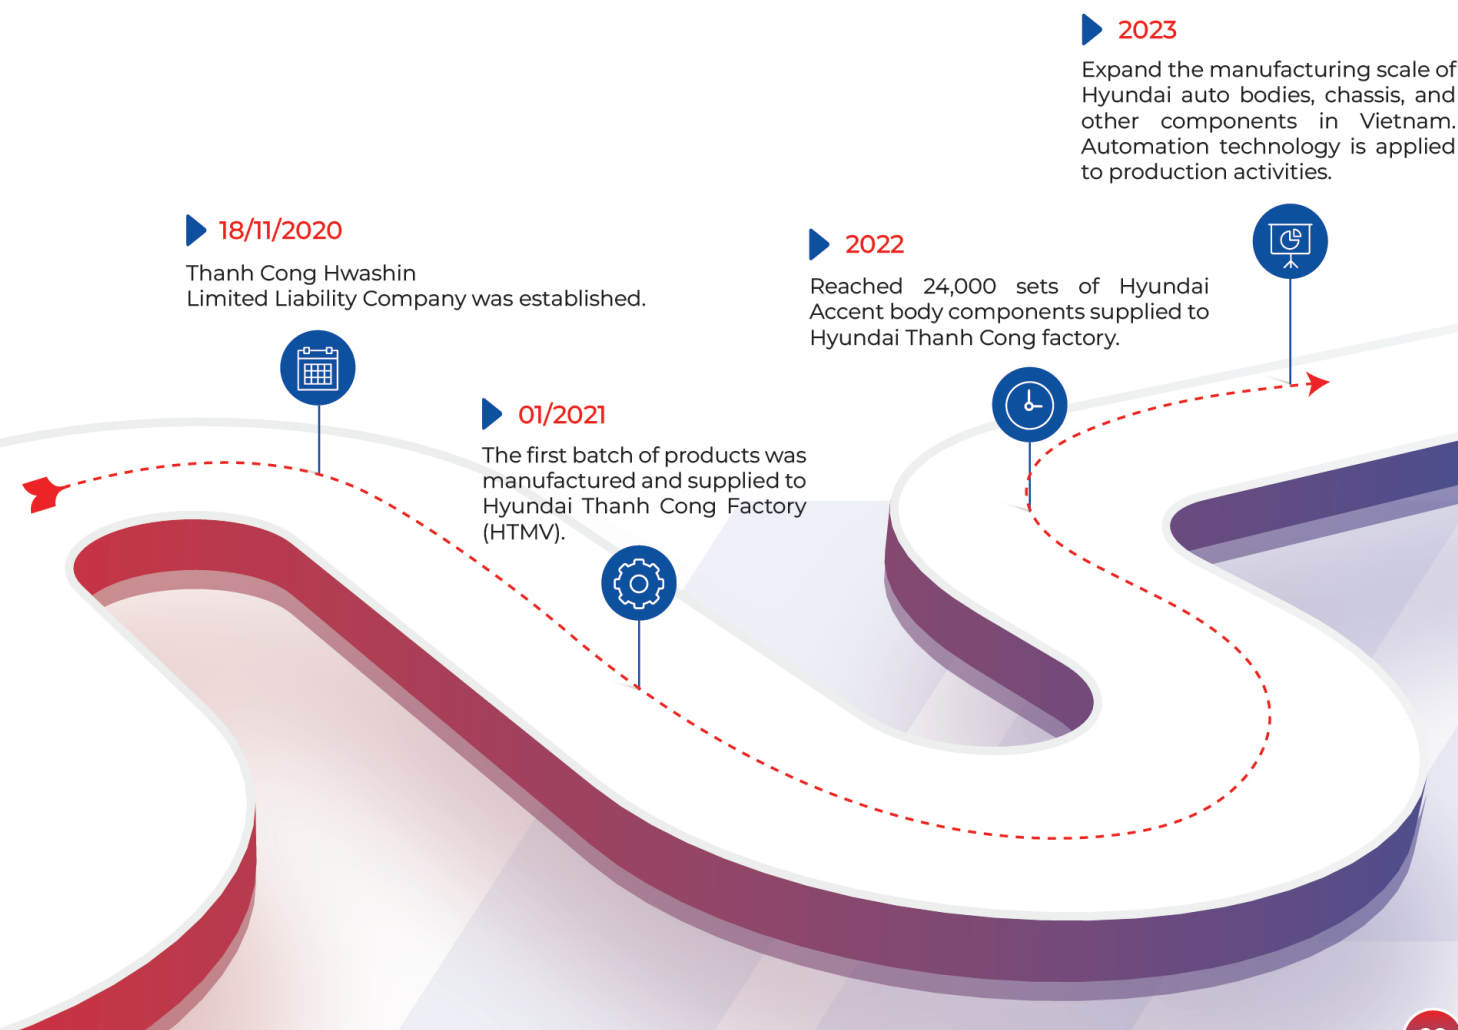 2023
Expand the manufacturing scale of
Hyundai auto bodies, chassis, and
other components in Vietnam.
Automation technology is applied
to production activities.
18/11/2020
Thanh Cong Hwashin
Limited Liability Company was established.
2022
Reached 24,000 sets of Hyundai
Accent body components supplied to
Hyundai Thanh Cong factory.
01/2021
The first batch of products was
manufactured and supplied to
Hyundai Thanh Cong Factory
(HTMV).